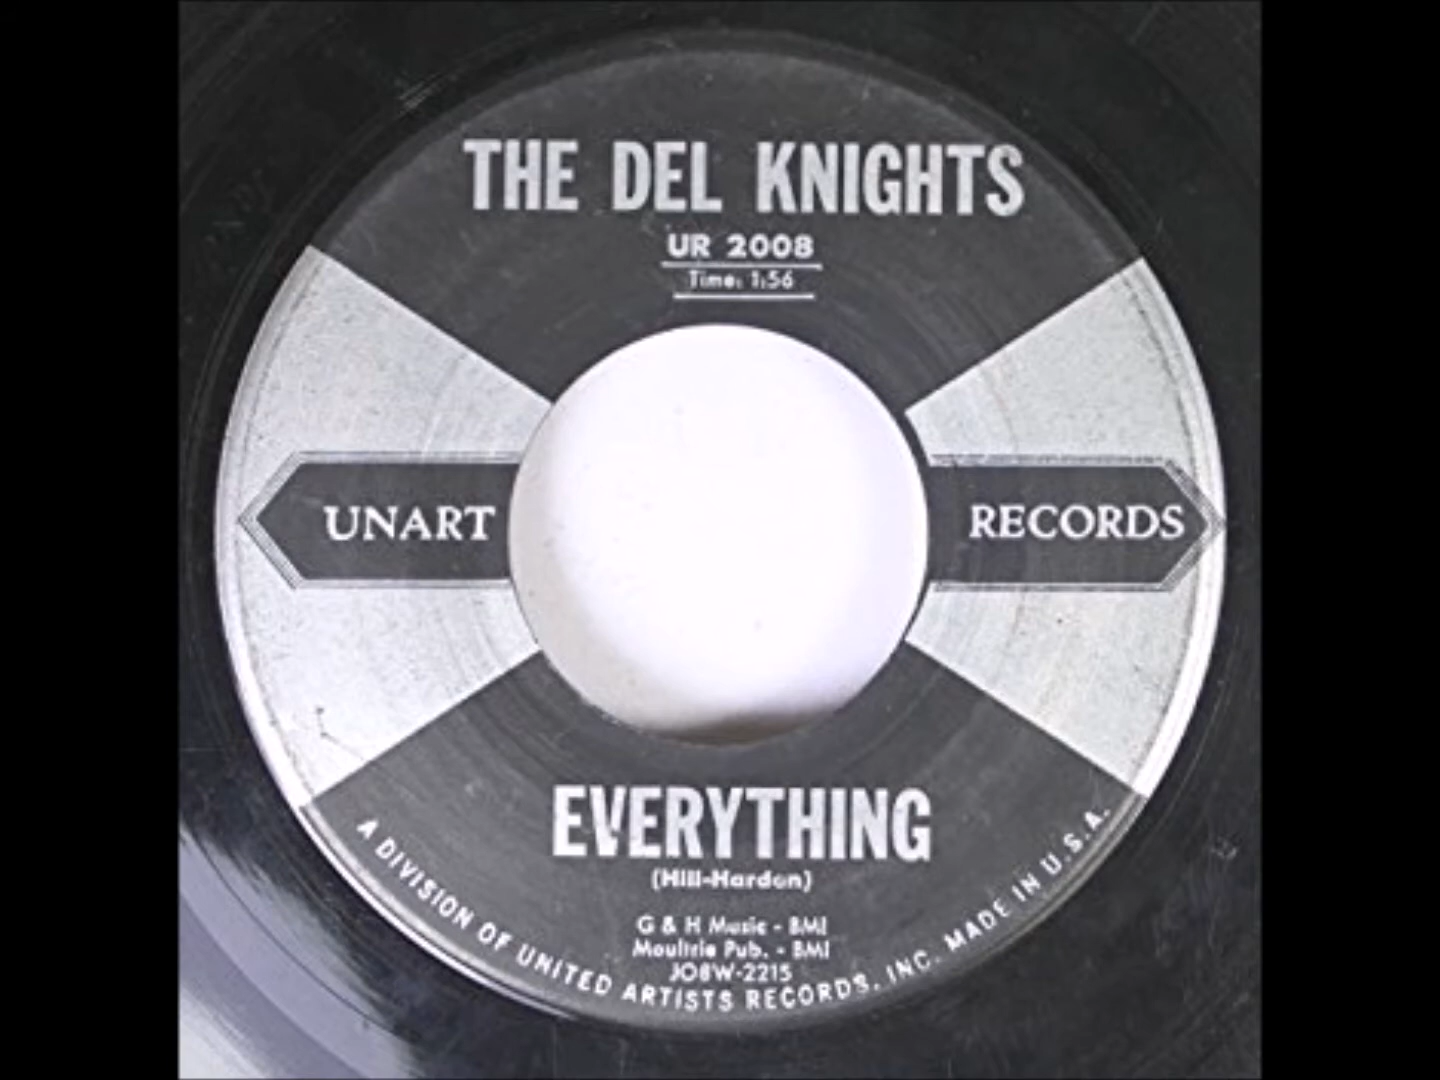 THE DEL KNIGHTS
UR 2008
Time: 1:56
UNART RECORDS
EVERYTHING
(Hill-Hardon)
G & H Music - BMI
Moultrie Pub. - BMI
JO8W-2215
A DIVISION OF UNITED ARTISTS RECORDS, INC. MADE IN U.S.A.